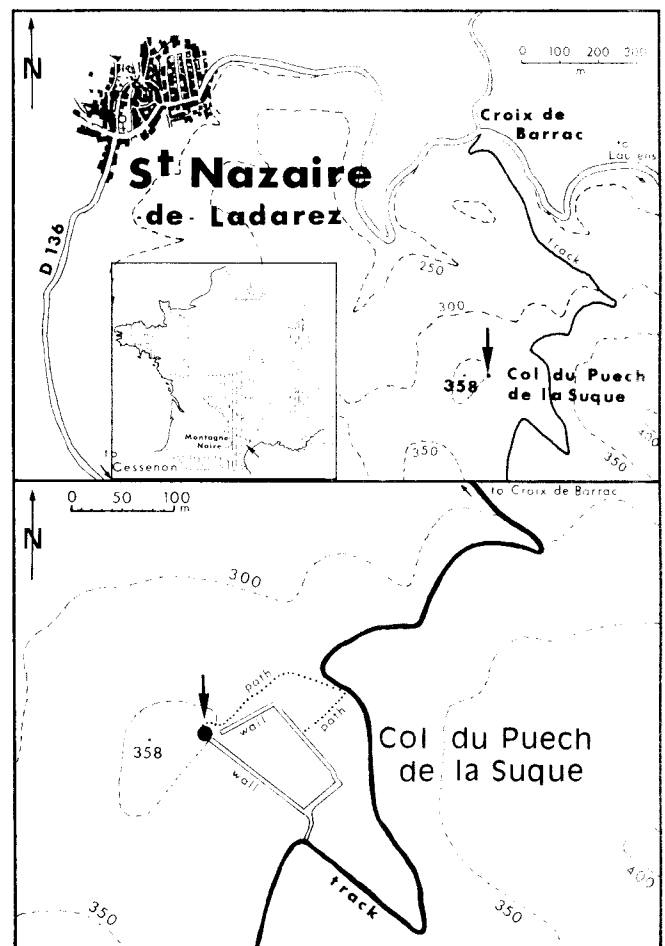 N
0 100 200 300
m
Croix de
Barrac
to
St Nazaire
-de- Ladarez
D 136
track
250
300
358
Col du Puech
de la Suque
350
350
Montagne
Noire
to
Cessenon
0 50 100
m
to Croix de Barrac
N
300
path
path
wall
wall
358
Col du Puech
de la Suque
track
400
350
350